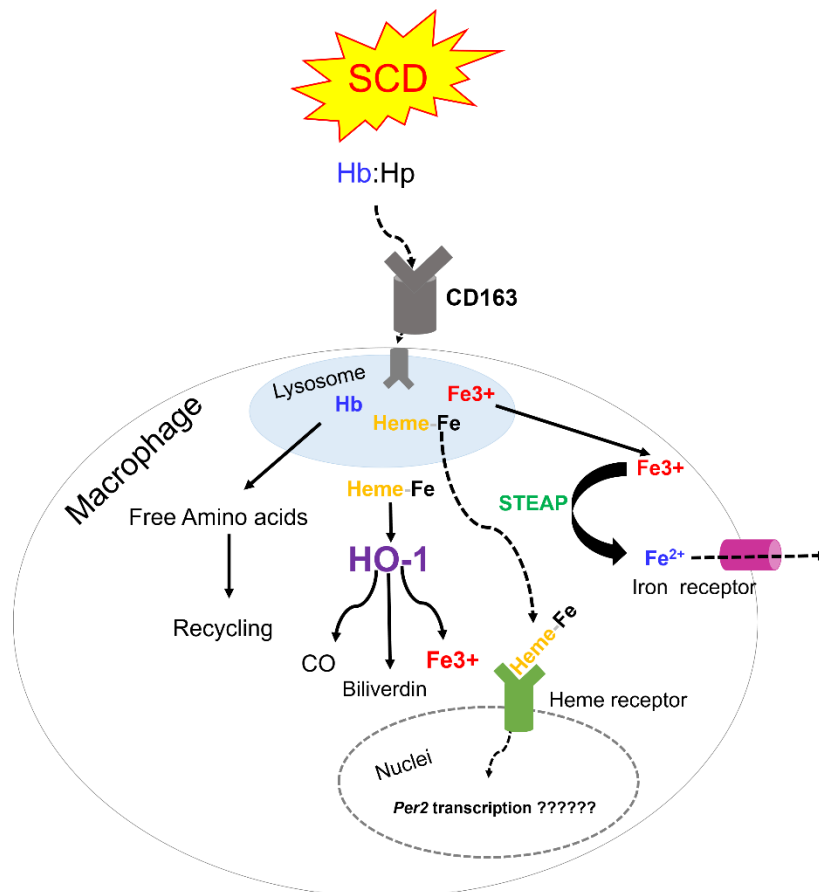 SCD
Hb:Hp
CD163
Macrophage
Lysosome
Hb
Heme-Fe
Fe3+
Fe3+
STEAP
Fe²⁺
Iron receptor
Free Amino acids
Recycling
Heme-Fe
HO-1
CO
Biliverdin
Fe3+
Heme-Fe
Heme receptor
Nuclei
Per2 transcription ??????